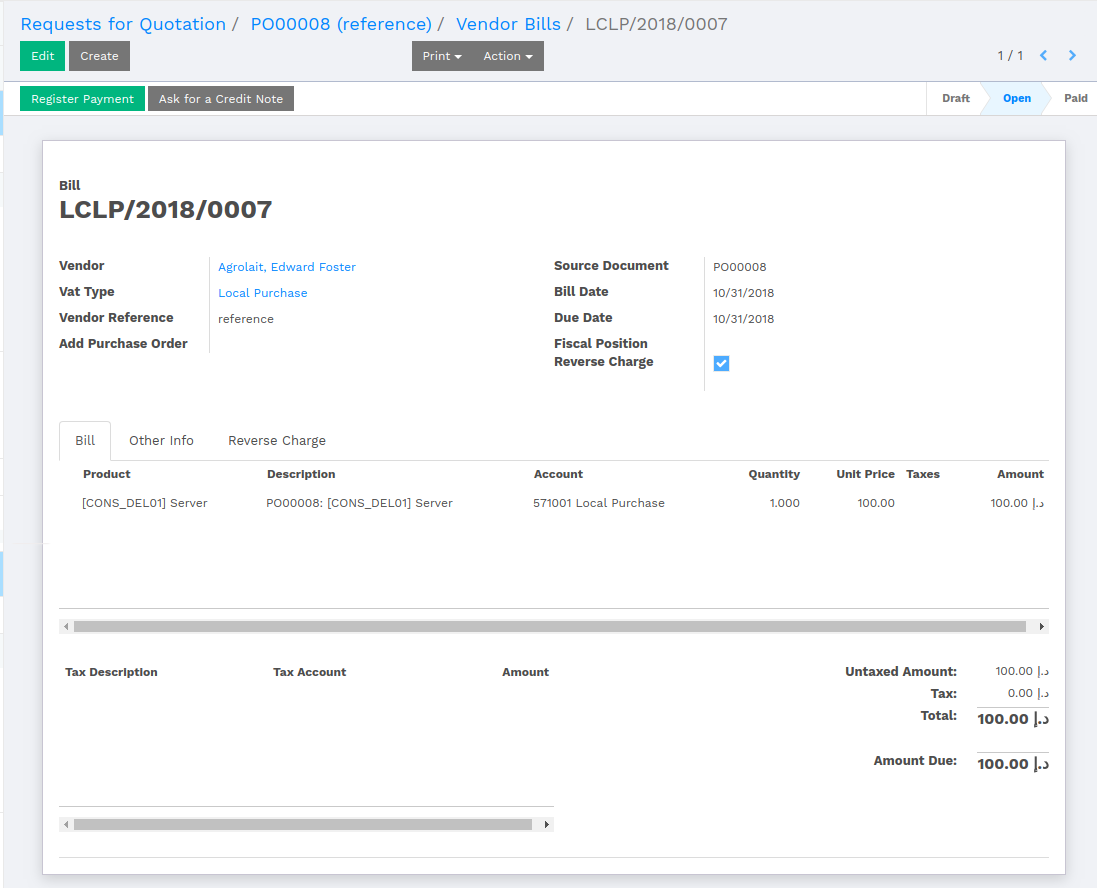 Requests for Quotation / PO00008 (reference) / Vendor Bills / LCLP/2018/0007
Edit Create Print Action 1 / 1
Register Payment Ask for a Credit Note Draft Open Paid
Bill
LCLP/2018/0007
Vendor Agrolait, Edward Foster Source Document PO00008
Vat Type Local Purchase Bill Date 10/31/2018
Vendor Reference reference Due Date 10/31/2018
Add Purchase Order Fiscal Position
Reverse Charge
Bill Other Info Reverse Charge
Product Description Account Quantity Unit Price Taxes Amount
[CONS_DEL01] Server PO00008: [CONS_DEL01] Server 571001 Local Purchase 1.000 100.00 100.00 د.إ
Tax Description Tax Account Amount Untaxed Amount: 100.00 د.إ
Tax: 0.00 د.إ
Total: 100.00 د.إ
Amount Due: 100.00 د.إ